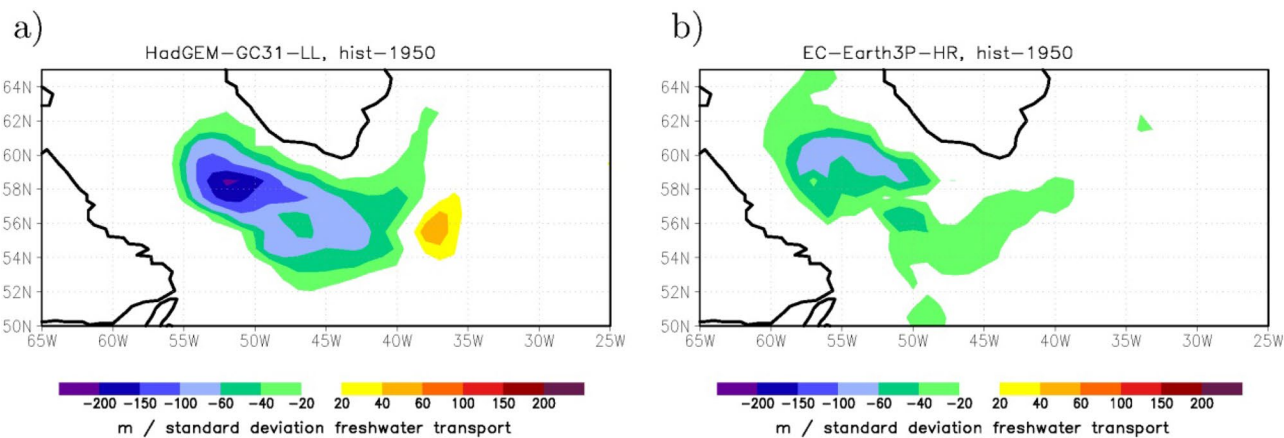 a)
HadGEM-GC31-LL, hist-1950
64N
62N
60N
58N
56N
54N
52N
50N
65W 60W 55W 50W 45W 40W 35W 30W 25W
-200 -150 -100 -60 -40 -20 20 40 60 100 150 200
m / standard deviation freshwater transport
b)
EC-Earth3P-HR, hist-1950
64N
62N
60N
58N
56N
54N
52N
50N
65W 60W 55W 50W 45W 40W 35W 30W 25W
-200 -150 -100 -60 -40 -20 20 40 60 100 150 200
m / standard deviation freshwater transport